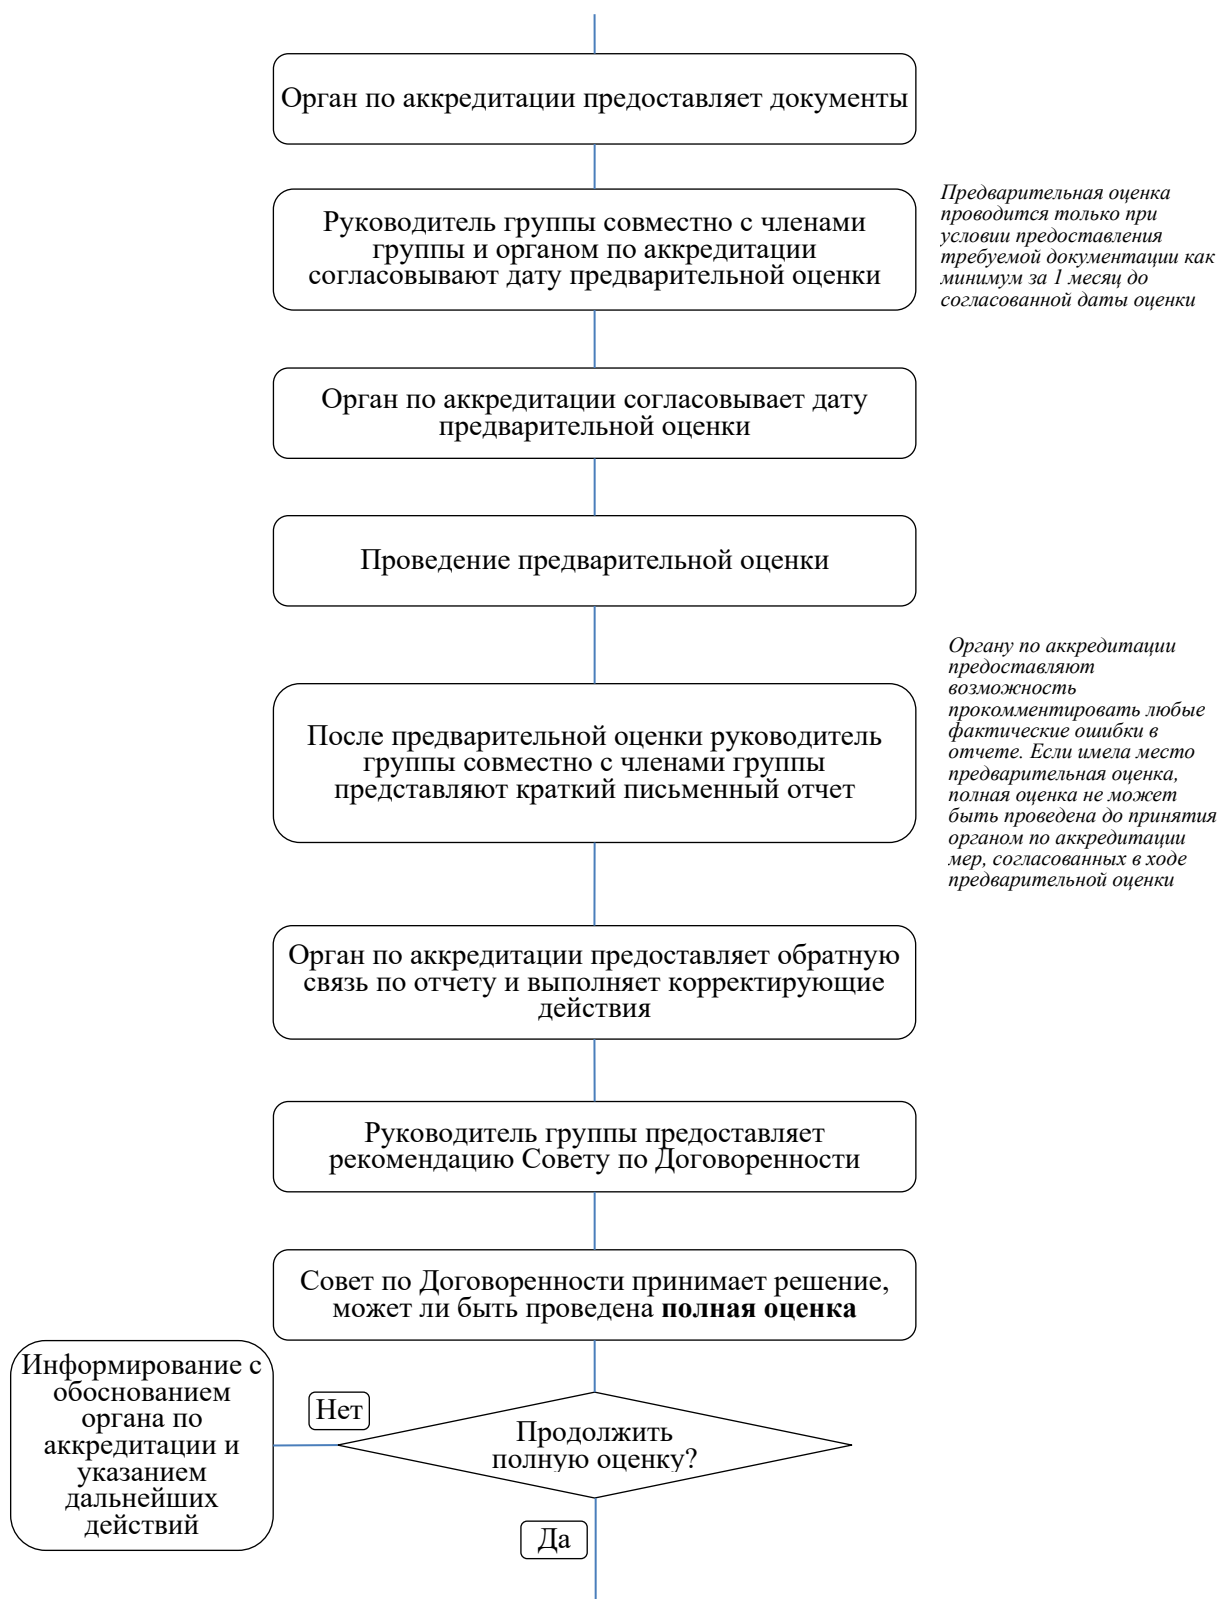 Орган по аккредитации предоставляет документы
Руководитель группы совместно с членами
группы и органом по аккредитации
согласовывают дату предварительной оценки
Предварительная оценка
проводится только при
условии предоставления
требуемой документации как
минимум за 1 месяц до
согласованной даты оценки
Орган по аккредитации согласовывает дату
предварительной оценки
Проведение предварительной оценки
После предварительной оценки руководитель
группы совместно с членами группы
представляют краткий письменный отчет
Органу по аккредитации
предоставляют
возможность
прокомментировать любые
фактические ошибки в
отчете. Если имела место
предварительная оценка,
полная оценка не может
быть проведена до принятия
органом по аккредитации
мер, согласованных в ходе
предварительной оценки
Орган по аккредитации предоставляет обратную
связь по отчету и выполняет корректирующие
действия
Руководитель группы предоставляет
рекомендацию Совету по Договоренности
Совет по Договоренности принимает решение,
может ли быть проведена полная оценка
Информирование с
обоснованием
органа по
аккредитации и
указанием
дальнейших
действий
Нет
Продолжить
полную оценку?
Да